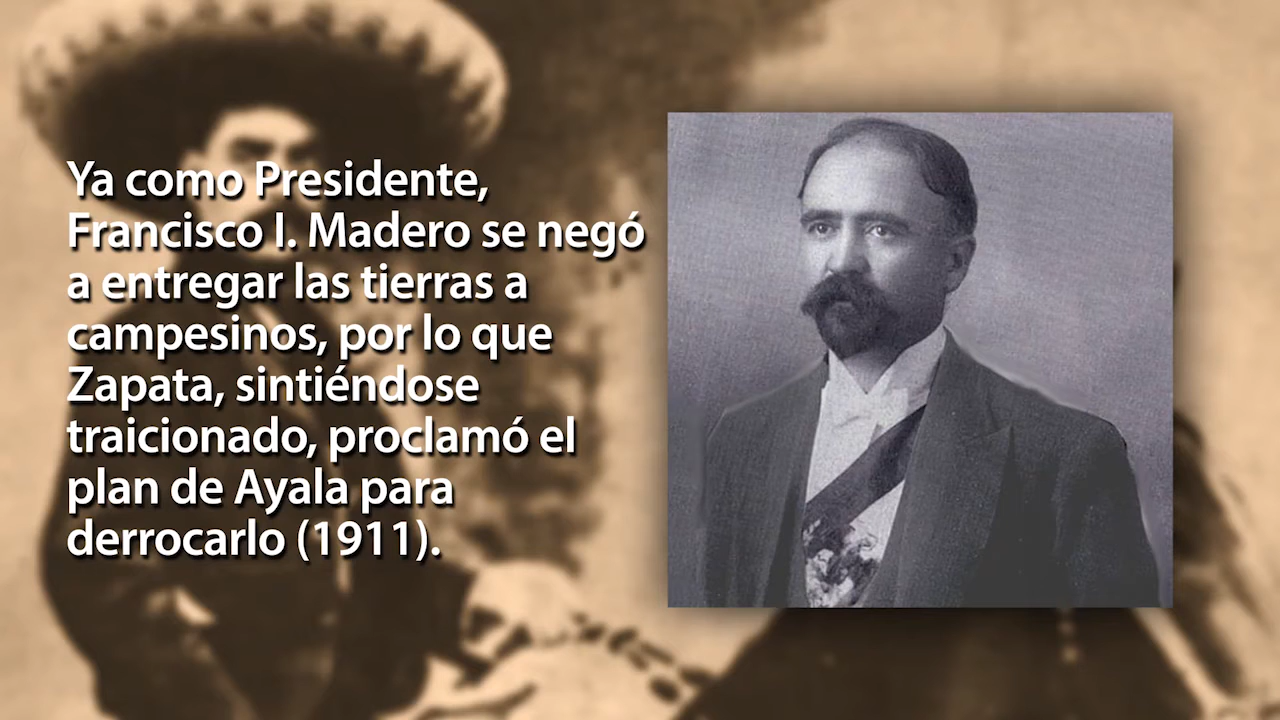 Ya como Presidente,
Francisco I. Madero se negó
a entregar las tierras a
campesinos, por lo que
Zapata, sintiéndose
traicionado, proclamó el
plan de Ayala para
derrocarlo (1911).